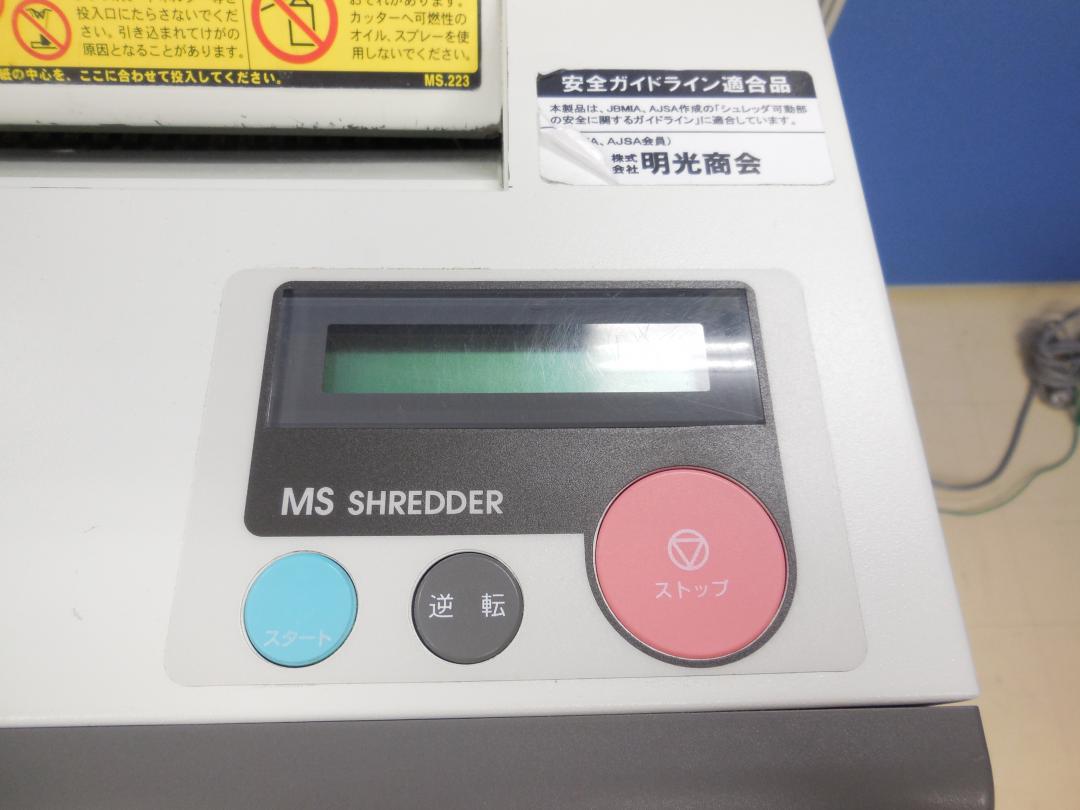 投入口にたらさないでくだ
さい。引き込まれてけがの
原因となることがあります。
おそれがあります。
カッターへ可燃性の
オイル、スプレーを使
用しないでください。
紙の中心を、ここに合わせて投入してください。
MS.223
安全ガイドライン適合品
本製品は、JBMIA、AJSA作成の「シュレッダ可動部
の安全に関するガイドライン」に適合しています。
A、AJSA会員）
株式会社 明光商会
MS SHREDDER
スタート
逆 転
ストップ